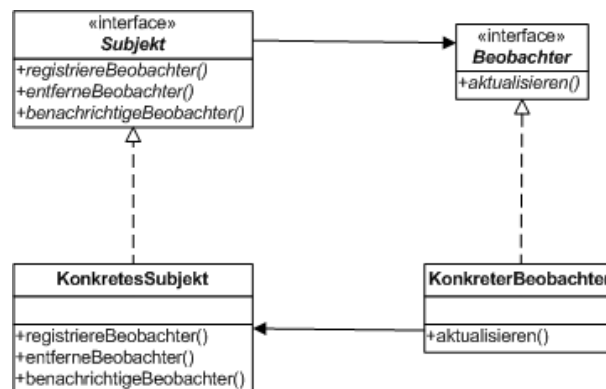 «interface»
Subjekt
+registriereBeobachter()
+entferneBeobachter()
+benachrichtigeBeobachter()
«interface»
Beobachter
+aktualisieren()
KonkretesSubjekt
+registriereBeobachter()
+entferneBeobachter()
+benachrichtigeBeobachter()
KonkreterBeobachter
+aktualisieren()